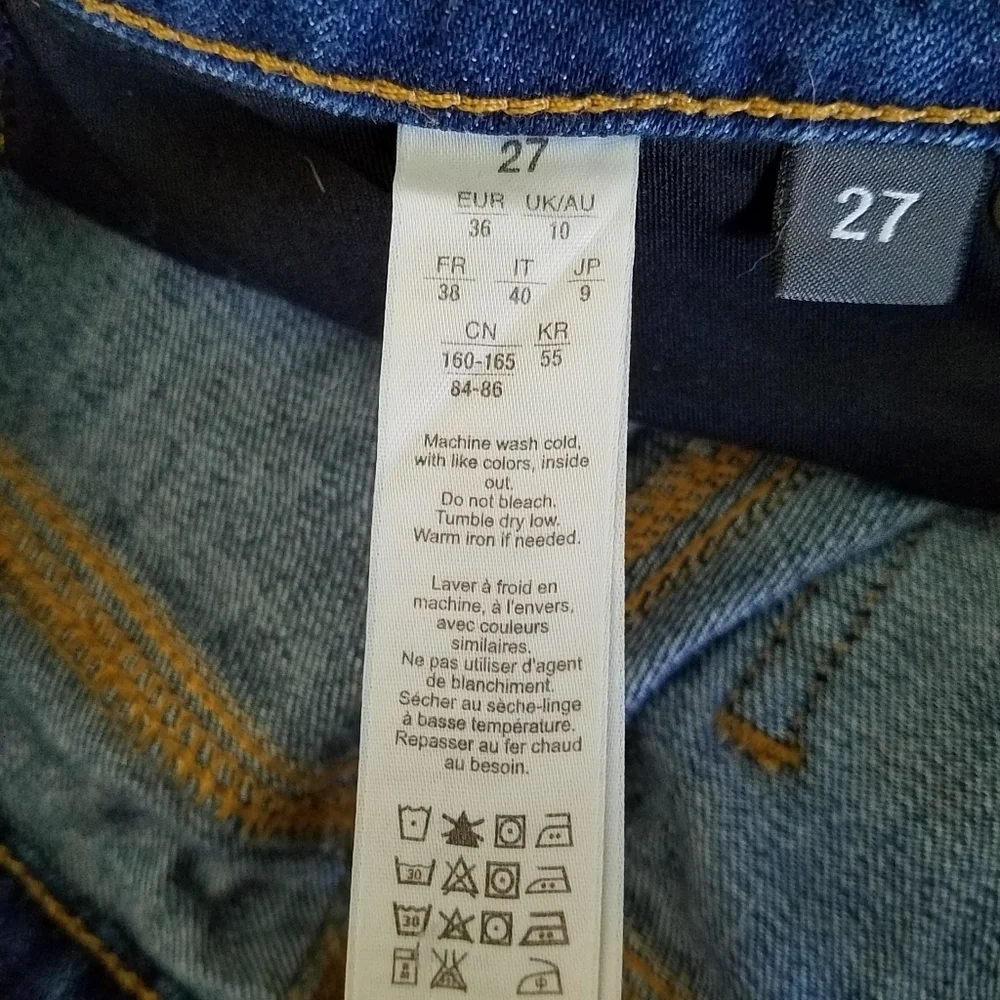 27
27
EUR UK/AU
36 10
FR IT JP
38 40 9
CN KR
160-165 55
84-86
Machine wash cold,
with like colors, inside
out.
Do not bleach.
Tumble dry low.
Warm iron if needed.
Laver à froid en
machine, à l'envers,
avec couleurs
similaires.
Ne pas utiliser d'agent
de blanchiment.
Sécher au sèche-linge
à basse température.
Repasser au fer chaud
au besoin.
30
30